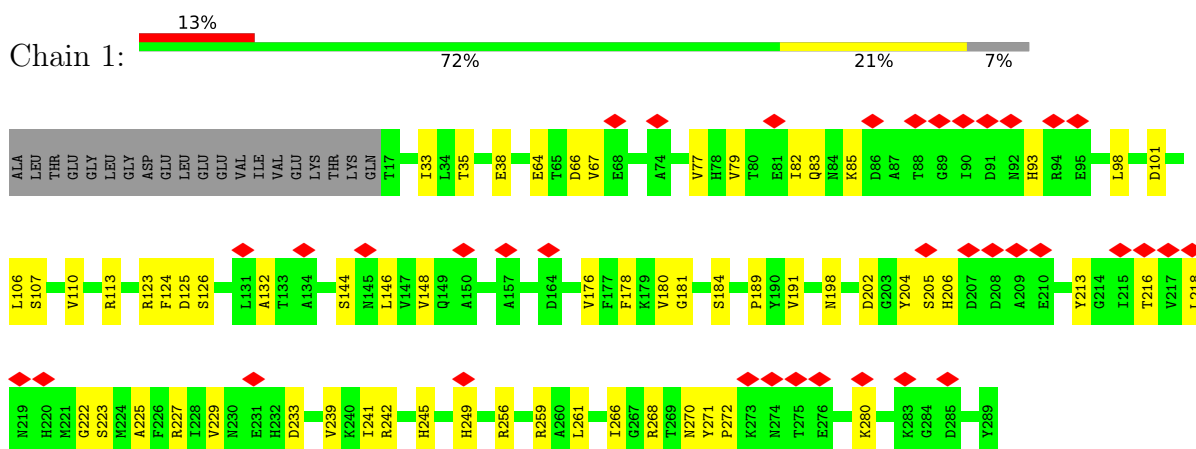 13%
Chain 1:
72% 21% 7%
ALA LEU THR GLU GLY LEU GLY ASP GLU LEU GLU GLU VAL ILE VAL GLU LYS THR LYS GLN T17 I33 L34 T35 E38 E64 T65 D66 V67 E68 A74 V77 H78 V79 T80 E81 I82 Q83 N84 K85 D86 A87 T88 G89 I90 D91 N92 H93 R94 E95 L98 D101
L106 S107 V110 R113 R123 F124 D125 S126 L131 A132 T133 A134 S144 N145 L146 V147 V148 Q149 A150 A157 D164 V176 F177 F178 K179 V180 G181 S184 P189 Y190 V191 N198 D202 G203 Y204 S205 H206 D207 D208 A209 E210 Y213 G214 I215 T216 V217 L218
N219 H220 M221 G222 S223 M224 A225 F226 R227 I228 V229 N230 E231 H232 D233 V239 K240 I241 R242 H245 H249 R256 R259 A260 L261 I266 G267 R268 T269 N270 Y271 P272 K273 N274 T275 E276 K280 K283 G284 D285 Y289